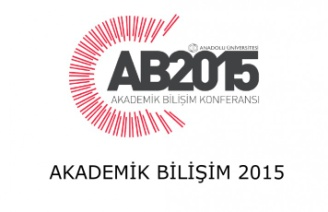 ANADOLU ÜNİVERSİTESİ
AB2015
AKADEMİK BİLİŞİM KONFERANSI
AKADEMİK BİLİŞİM 2015